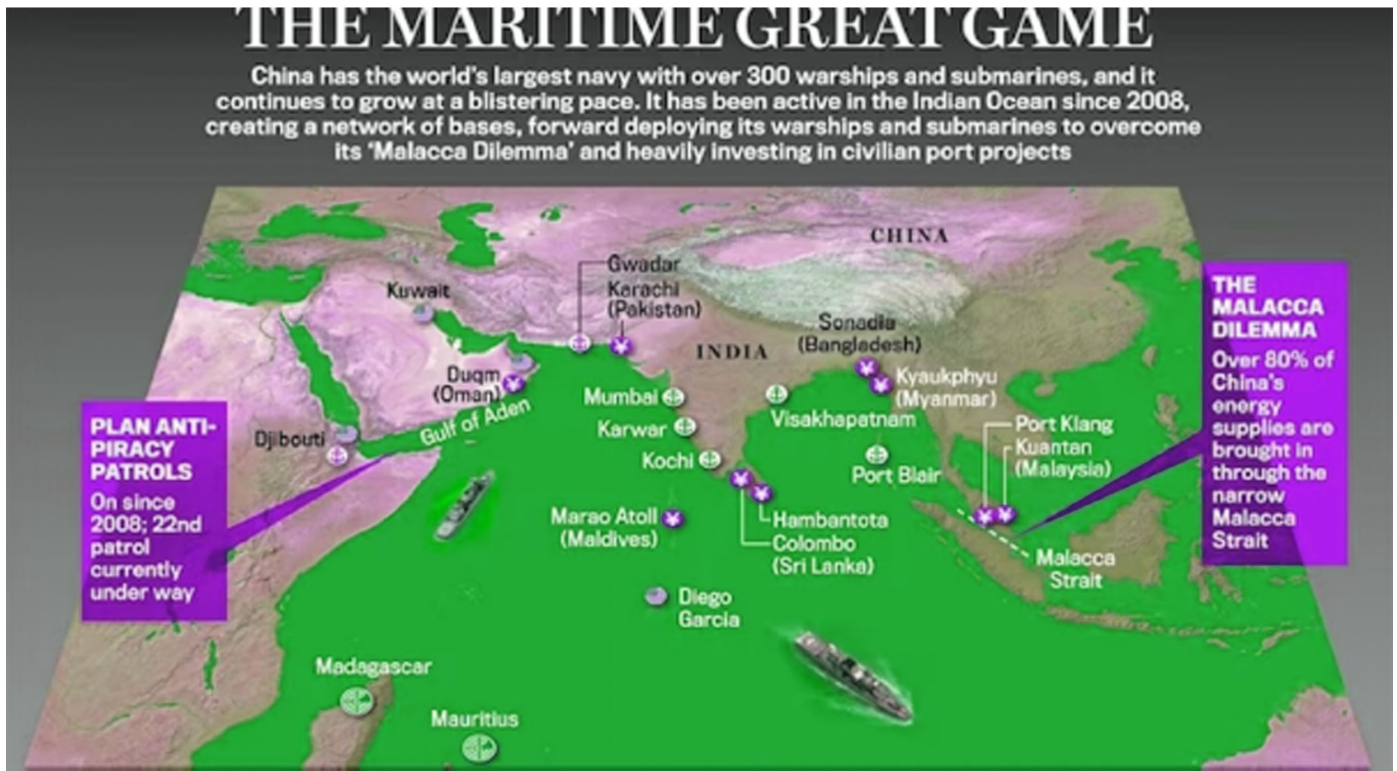 THE MARITIME GREAT GAME
China has the world's largest navy with over 300 warships and submarines, and it
continues to grow at a blistering pace. It has been active in the Indian Ocean since 2008,
creating a network of bases, forward deploying its warships and submarines to overcome
its 'Malacca Dilemma' and heavily investing in civilian port projects
CHINA
Gwadar
Karachi
(Pakistan)
Kuwait
INDIA
Sonadia
(Bangladesh)
Duqm
(Oman)
Gulf of Aden
Mumbai
Karwar
Kochi
Visakhapatnam
Kyaukphyu
(Myanmar)
Port Blair
Port Klang
Kuantan
(Malaysia)
Djibouti
PLAN ANTI-
PIRACY
PATROLS
On since
2008; 22nd
patrol
currently
under way
THE
MALACCA
DILEMMA
Over 80% of
China's
energy
supplies are
brought in
through the
narrow
Malacca
Strait
Marao Atoll
(Maldives)
Hambantota
Colombo
(Sri Lanka)
Malacca
Strait
Diego
Garcia
Madagascar
Mauritius
¥
¥
¥
¥
¥
¥
¥
¥
¥